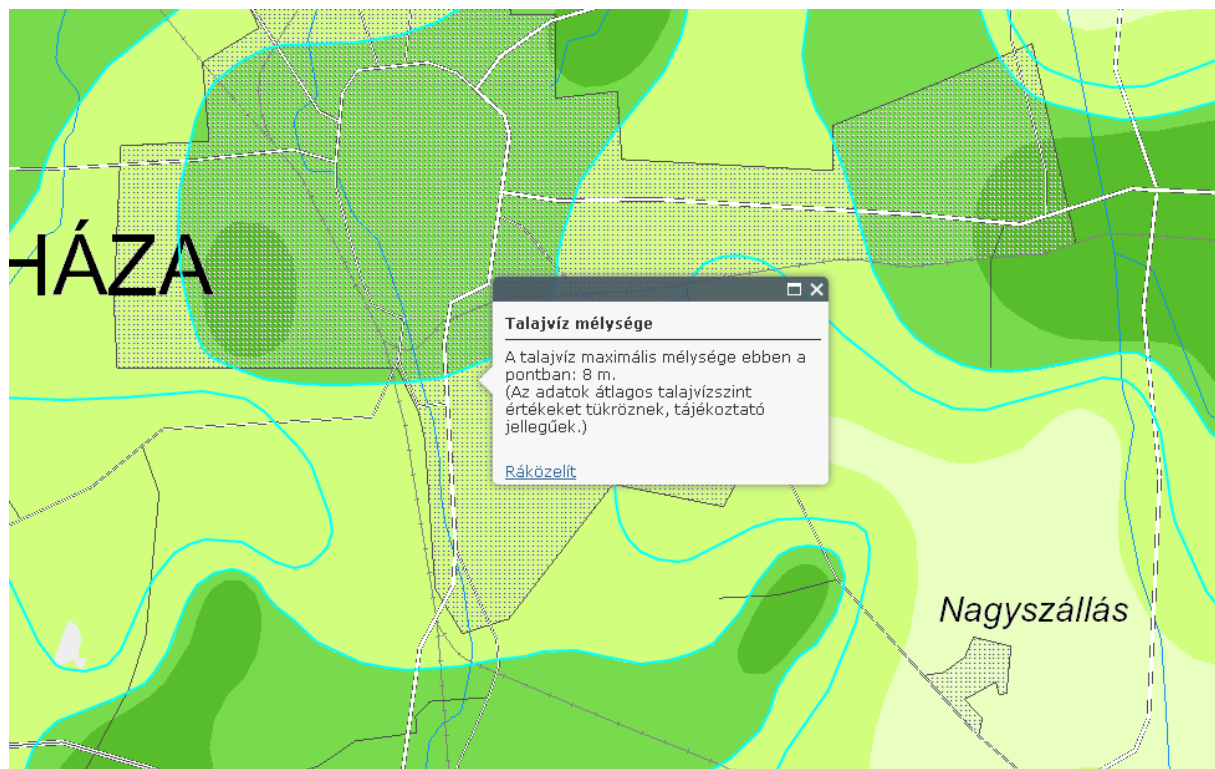 HÁZA
Talajvíz mélysége
A talajvíz maximális mélysége ebben a
pontban: 8 m.
(Az adatok átlagos talajvízszint
értékeket tükröznek, tájékoztató
jellegűek.)
Ráközelít
Nagyszállás